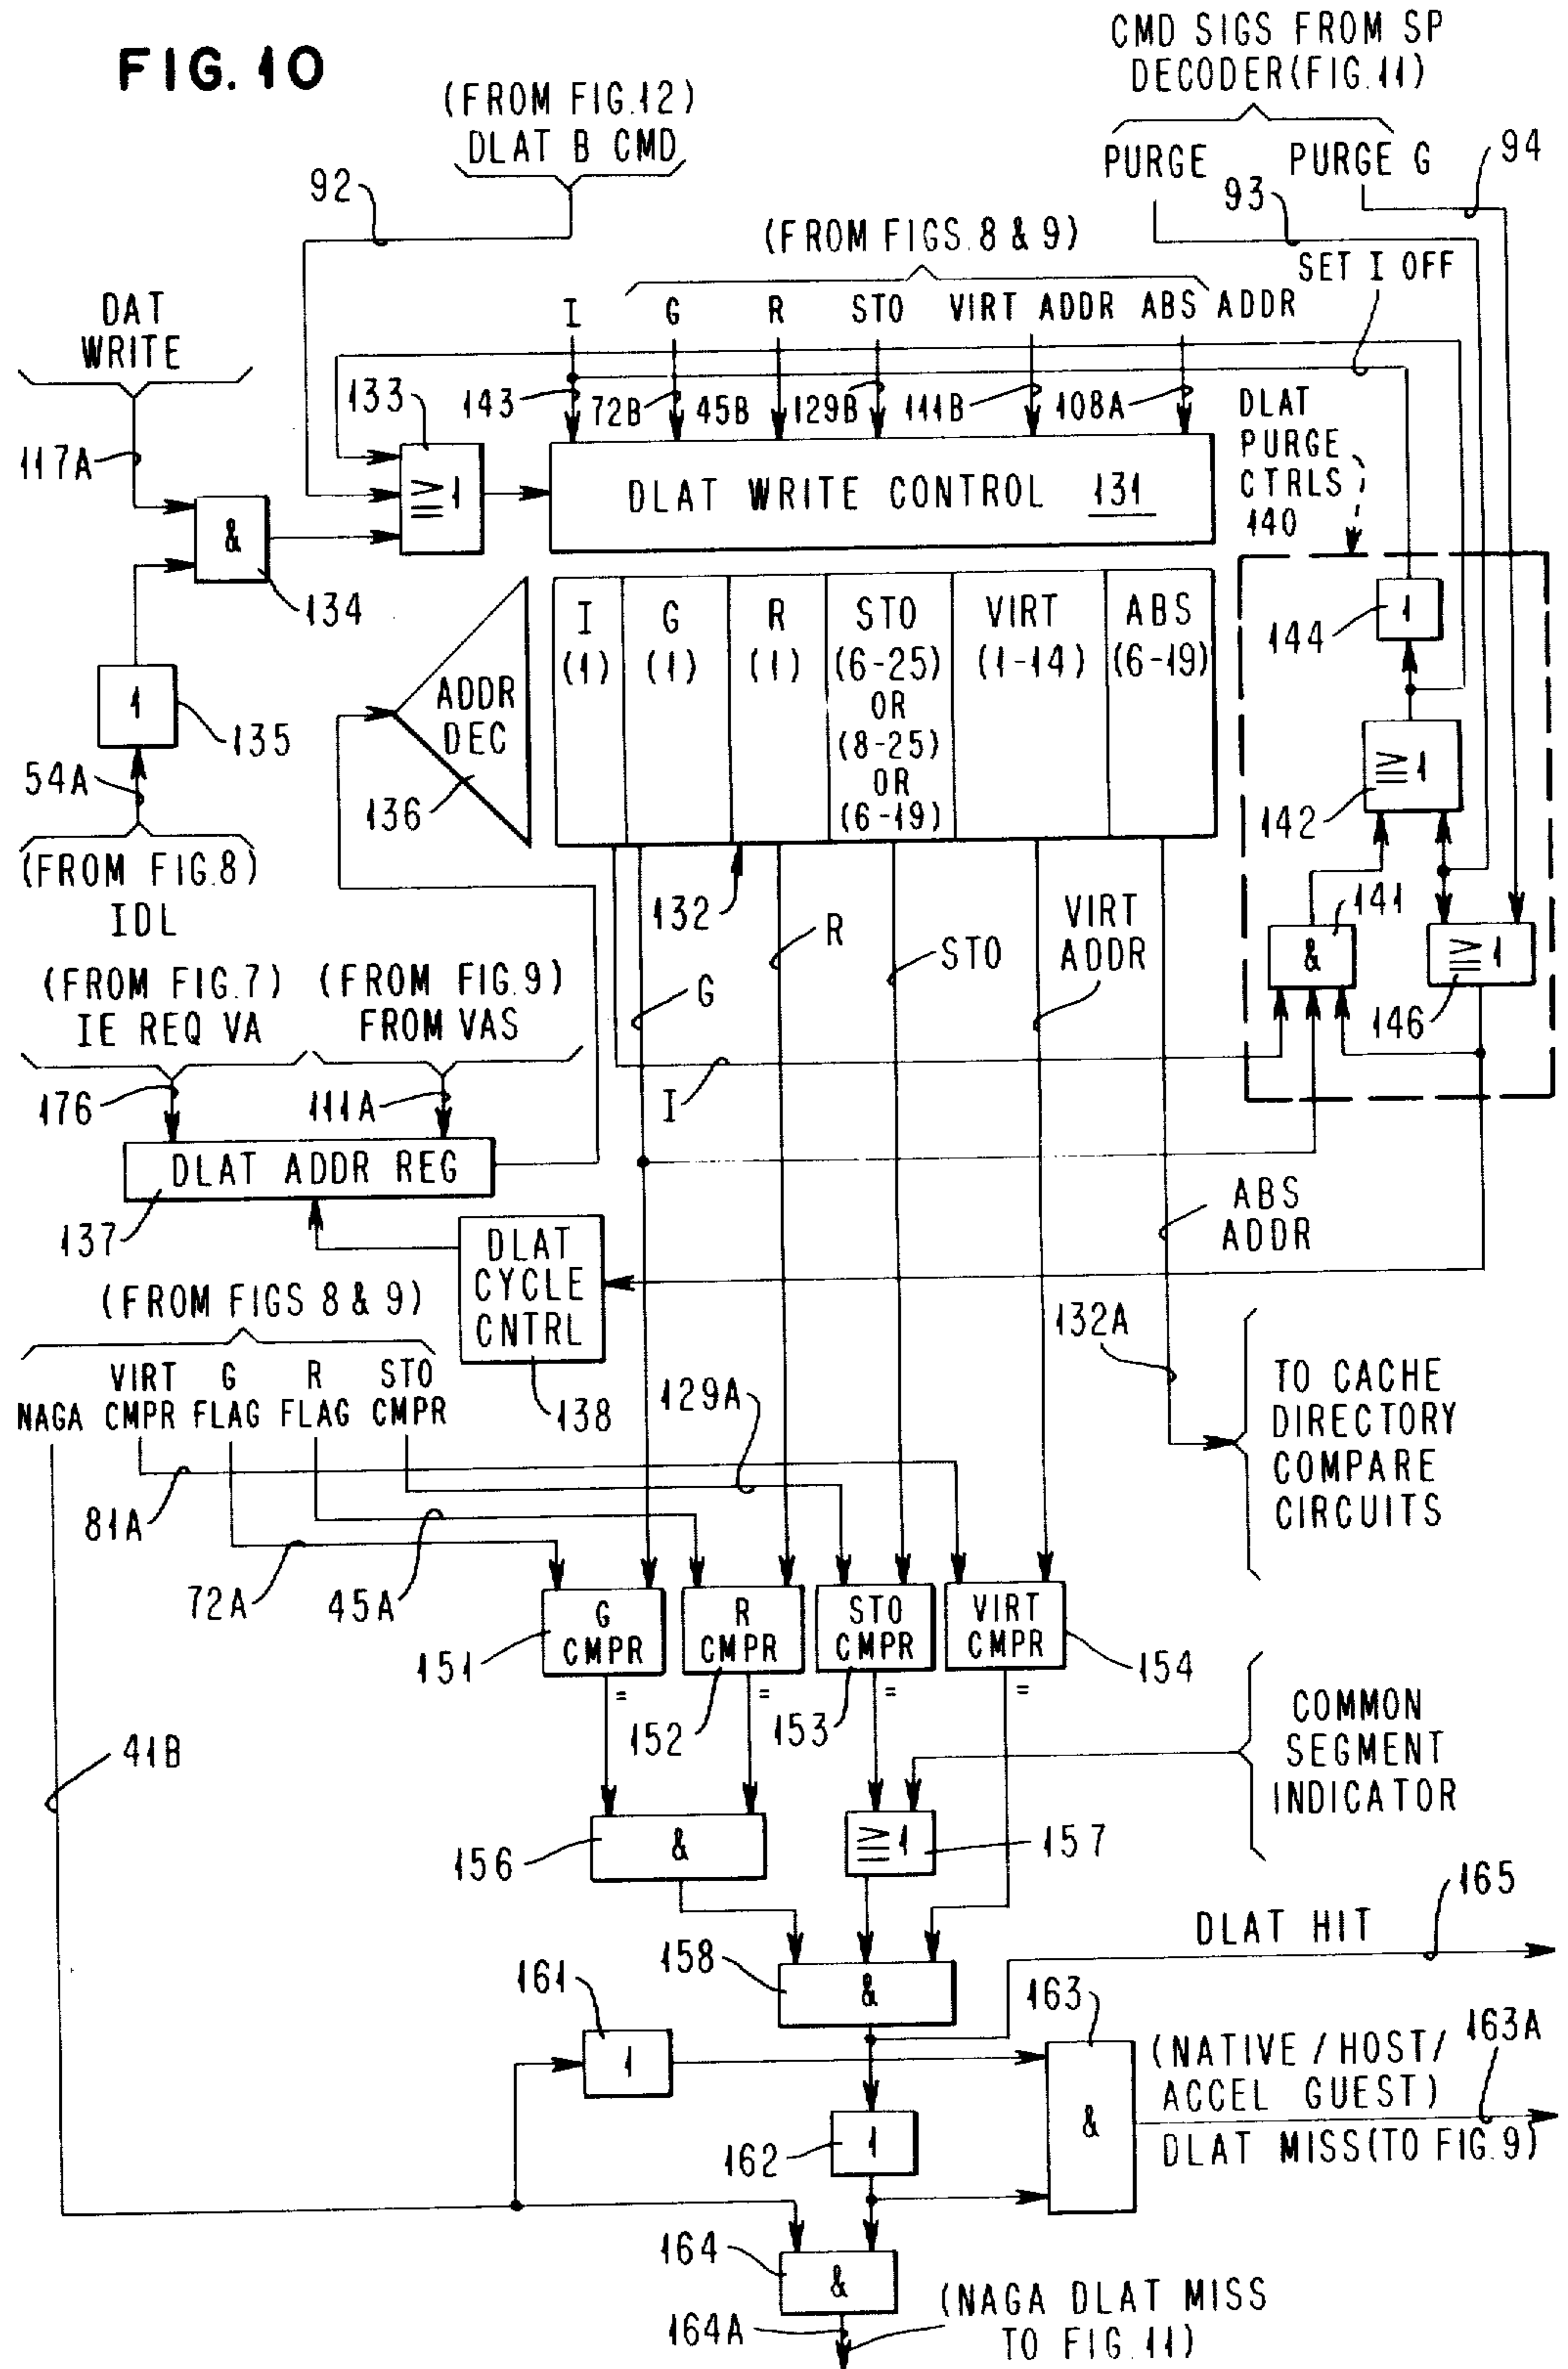 FIG. 10
CMD SIGS FROM SP
DECODER (FIG. 11)
(FROM FIG. 12)
DLAT B CMD
PURGE
PURGE G
94
92
93
(FROM FIGS. 8 & 9)
SET I OFF
DAT
WRITE
I
G
R
STO
VIRT ADDR
ABS ADDR
133
143
72B
45B
129B
111B
108A
DLAT
PURGE
CTRLS
140
117A
≥1
DLAT WRITE CONTROL 131
&
134
1
144
I
(1)
G
(1)
R
(1)
STO
(6-25)
OR
(8-25)
OR
(6-19)
VIRT
(1-14)
ABS
(6-19)
ADDR
DEC
136
1
135
≥1
142
54A
(FROM FIG. 8)
IDL
132
R
STO
VIRT
ADDR
141
&
≥1
146
(FROM FIG. 7)
IE REQ VA
(FROM FIG. 9)
FROM VAS
G
I
176
111A
DLAT ADDR REG
137
ABS
ADDR
DLAT
CYCLE
CNTRL
138
(FROM FIGS 8 & 9)
132A
NAGA
VIRT
CMPR
G
FLAG
R
FLAG
STO
CMPR
129A
TO CACHE
DIRECTORY
COMPARE
CIRCUITS
81A
72A
45A
G
CMPR
R
CMPR
STO
CMPR
VIRT
CMPR
151
=
152
=
153
=
154
=
COMMON
SEGMENT
INDICATOR
41B
156
&
≥1
157
165
DLAT HIT
158
&
161
1
163
&
(NATIVE / HOST /
ACCEL GUEST)
163A
DLAT MISS (TO FIG. 9)
162
1
164
&
164A
(NAGA DLAT MISS
TO FIG. 11)